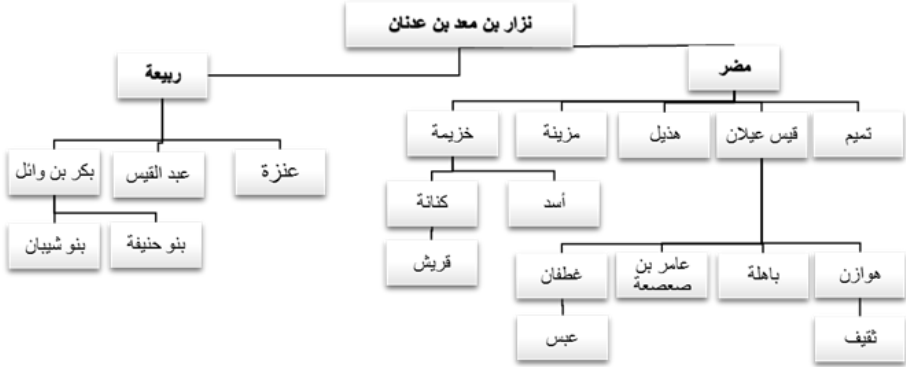 نزار بن معد بن عدنان
مضر
ربيعة
تميم
قيس عيلان
هذيل
مزينة
خزيمة
عنزة
عبد القيس
بكر بن وائل
أسد
كنانة
بنو حنيفة
بنو شيبان
قريش
هوازن
باهلة
عامر بن
صعصعة
غطفان
ثقيف
عبس